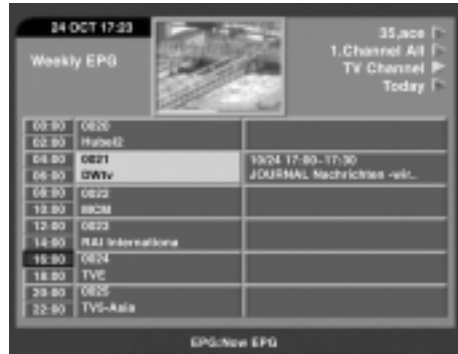 24 OCT 17:23
Weekly EPG
35,ace
1.Channel All
TV Channel
Today
00:00 0020
02:00 Hubel2
04:00 0021 10/24 17:00-17:30
06:00 DWtv JOURNAL Nachrichten -wir..
08:00 0022
10:00 MCM
12:00 0023
14:00 RAI Internationa
16:00 0024
18:00 TVE
20:00 0025
22:00 TV5-Asia
EPG:Now EPG